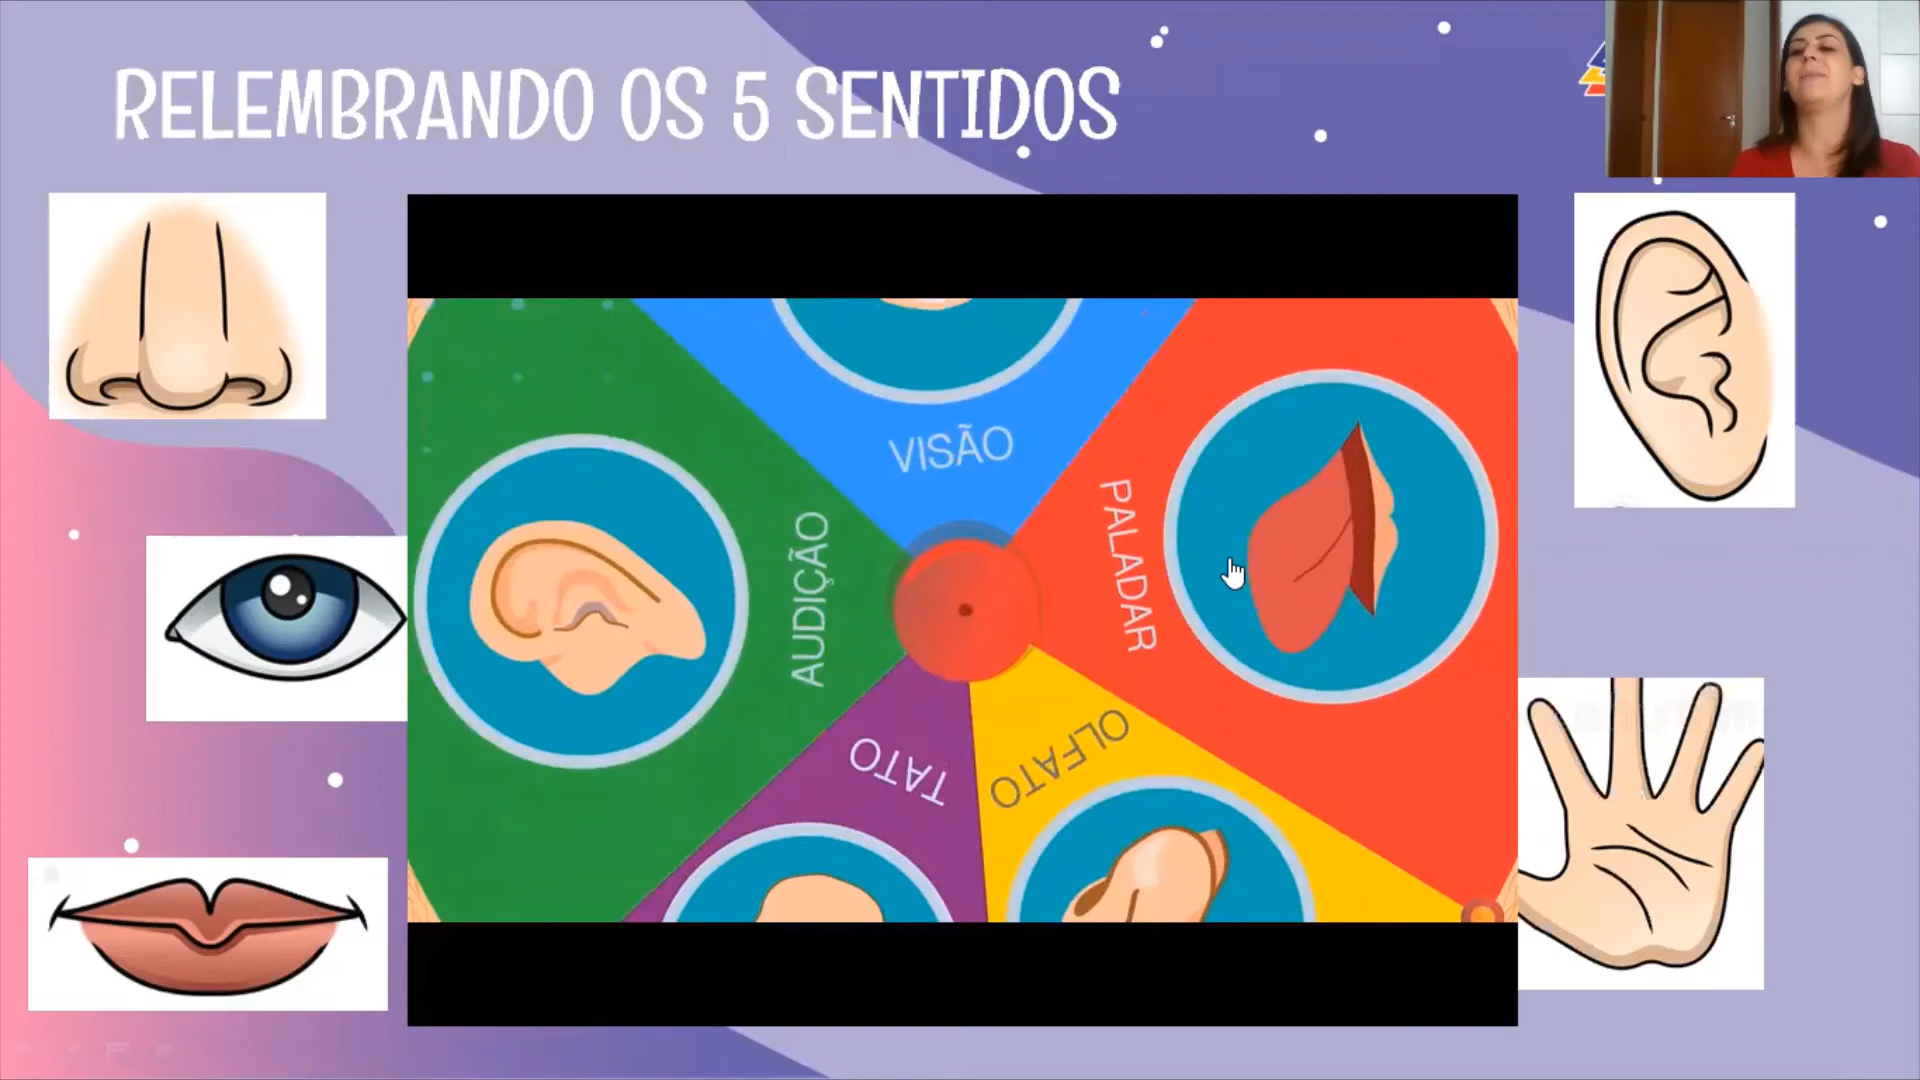 RELEMBRANDO OS 5 SENTIDOS
VISÃO
PALADAR
AUDIÇÃO
TATO
OLFATO